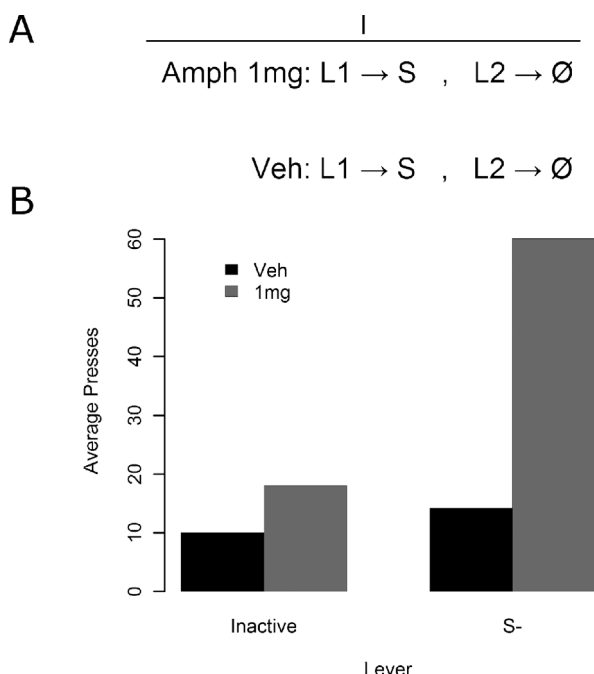 A
I
Amph 1mg: L1 → S , L2 → Ø
Veh: L1 → S , L2 → Ø
B
60
50
40
30
20
10
0
Average Presses
Veh
1mg
Inactive
S-
Lever